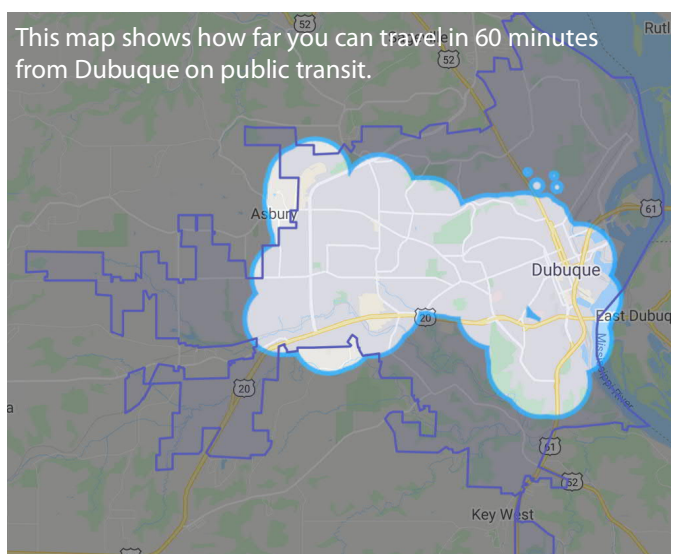 This map shows how far you can travel in 60 minutes
from Dubuque on public transit.
52
52
Rutl
Asbury
61
Dubuque
20
East Dubuq
Mississippi River
20
a
61
52
Key West